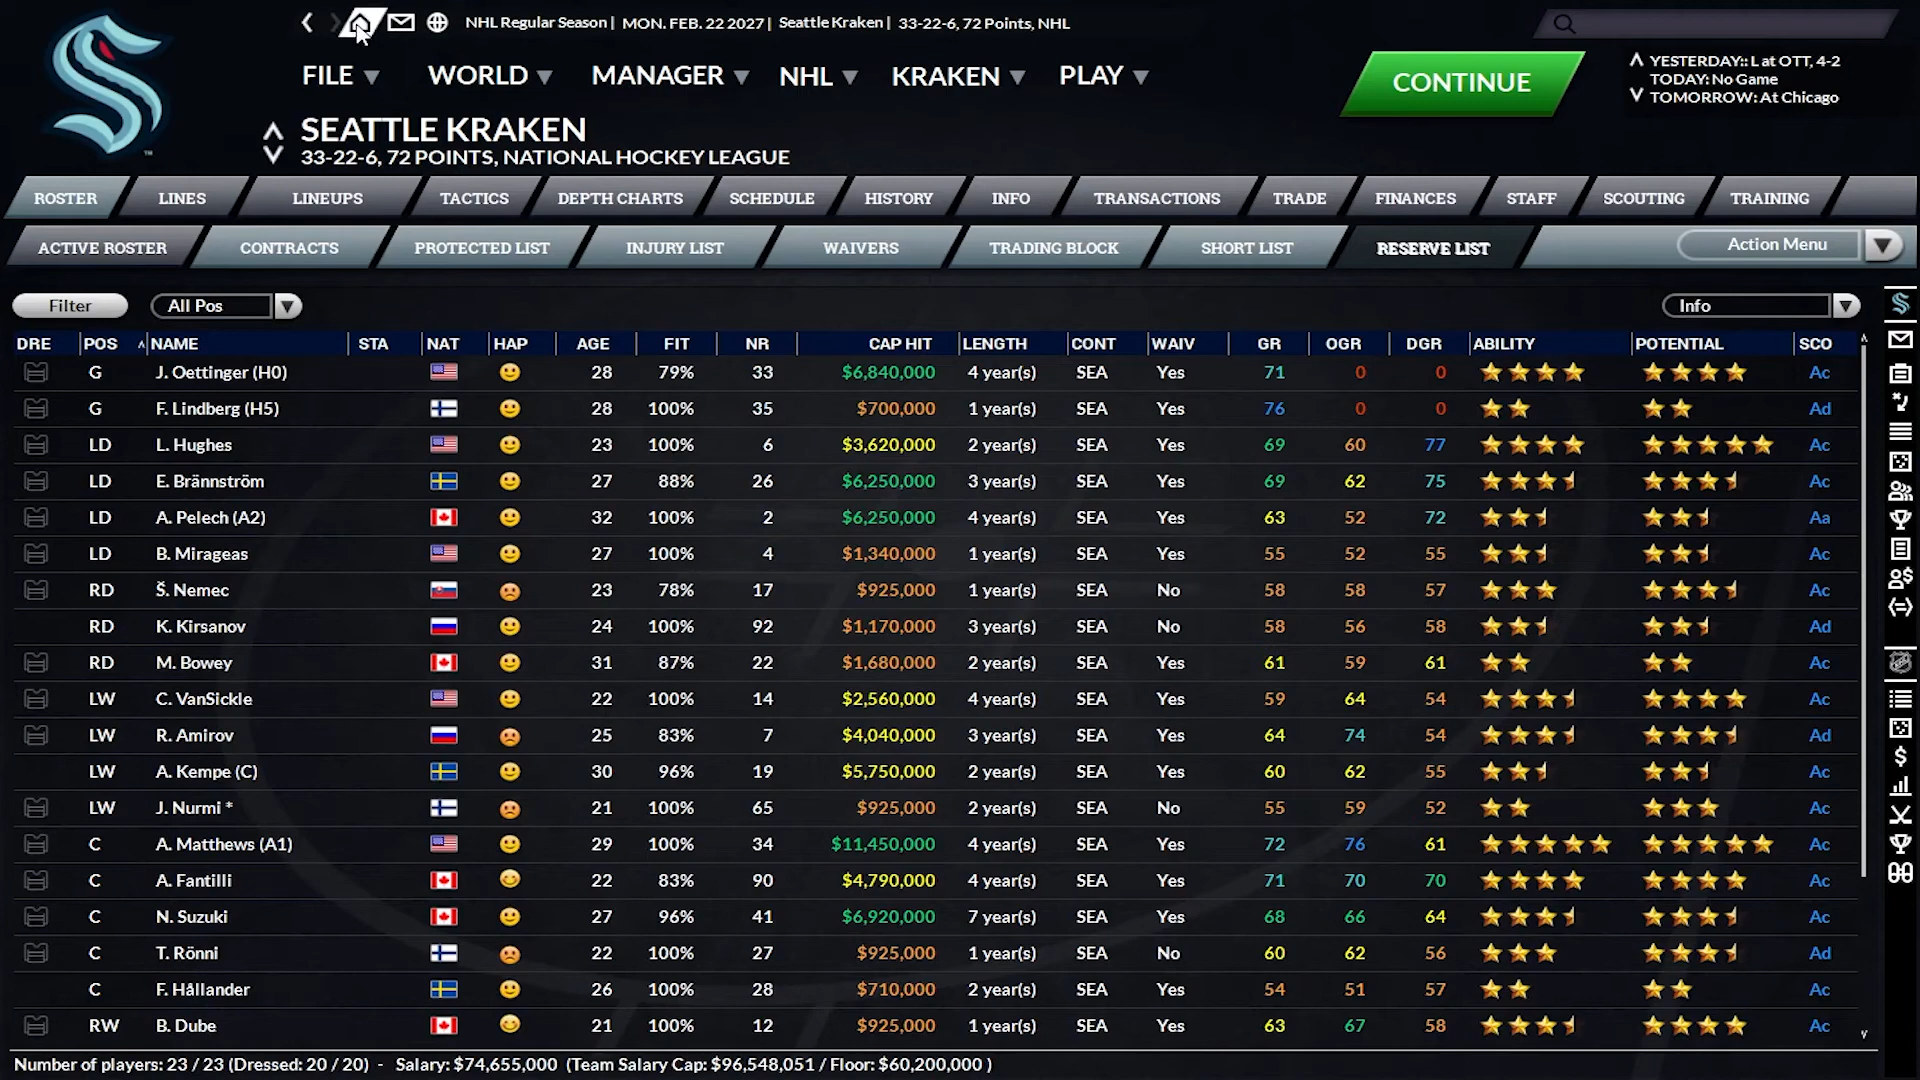 NHL Regular Season | MON. FEB. 22 2027 | Seattle Kraken | 33-22-6, 72 Points, NHL
FILE WORLD MANAGER NHL KRAKEN PLAY
CONTINUE
YESTERDAY:: L at OTT, 4-2
TODAY: No Game
TOMORROW: At Chicago
SEATTLE KRAKEN
33-22-6, 72 POINTS, NATIONAL HOCKEY LEAGUE
ROSTER LINES LINEUPS TACTICS DEPTH CHARTS SCHEDULE HISTORY INFO TRANSACTIONS TRADE FINANCES STAFF SCOUTING TRAINING
ACTIVE ROSTER CONTRACTS PROTECTED LIST INJURY LIST WAIVERS TRADING BLOCK SHORT LIST RESERVE LIST Action Menu
Filter All Pos Info
DRE POS NAME STA NAT HAP AGE FIT NR CAP HIT LENGTH CONT WAIV GR OGR DGR ABILITY POTENTIAL SCO
G J. Oettinger (H0) 28 79% 33 $6,840,000 4 year(s) SEA Yes 71 0 0 Ac
G F. Lindberg (H5) 28 100% 35 $700,000 1 year(s) SEA Yes 76 0 0 Ad
LD L. Hughes 23 100% 6 $3,620,000 2 year(s) SEA Yes 69 60 77 Ac
LD E. Brännström 27 88% 26 $6,250,000 3 year(s) SEA Yes 69 62 75 Ac
LD A. Pelech (A2) 32 100% 2 $6,250,000 4 year(s) SEA Yes 63 52 72 Aa
LD B. Mirageas 27 100% 4 $1,340,000 1 year(s) SEA Yes 55 52 55 Ac
RD Š. Nemec 23 78% 17 $925,000 1 year(s) SEA No 58 58 57 Ac
RD K. Kirsanov 24 100% 92 $1,170,000 3 year(s) SEA No 58 56 58 Ad
RD M. Bowey 31 87% 22 $1,680,000 2 year(s) SEA Yes 61 59 61 Ac
LW C. VanSickle 22 100% 14 $2,560,000 4 year(s) SEA Yes 59 64 54 Ac
LW R. Amirov 25 83% 7 $4,040,000 3 year(s) SEA Yes 64 74 54 Ad
LW A. Kempe (C) 30 96% 19 $5,750,000 2 year(s) SEA Yes 60 62 55 Ac
LW J. Nurmi * 21 100% 65 $925,000 2 year(s) SEA No 55 59 52 Ac
C A. Matthews (A1) 29 100% 34 $11,450,000 4 year(s) SEA Yes 72 76 61 Ac
C A. Fantilli 22 83% 90 $4,790,000 4 year(s) SEA Yes 71 70 70 Ac
C N. Suzuki 27 96% 41 $6,920,000 7 year(s) SEA Yes 68 66 64 Ac
C T. Rönni 22 100% 27 $925,000 1 year(s) SEA No 60 62 56 Ad
C F. Hållander 26 100% 28 $710,000 2 year(s) SEA Yes 54 51 57 Ac
RW B. Dube 21 100% 12 $925,000 1 year(s) SEA Yes 63 67 58 Ac
Number of players: 23 / 23 (Dressed: 20 / 20) - Salary: $74,655,000 (Team Salary Cap: $96,548,051 / Floor: $60,200,000 )